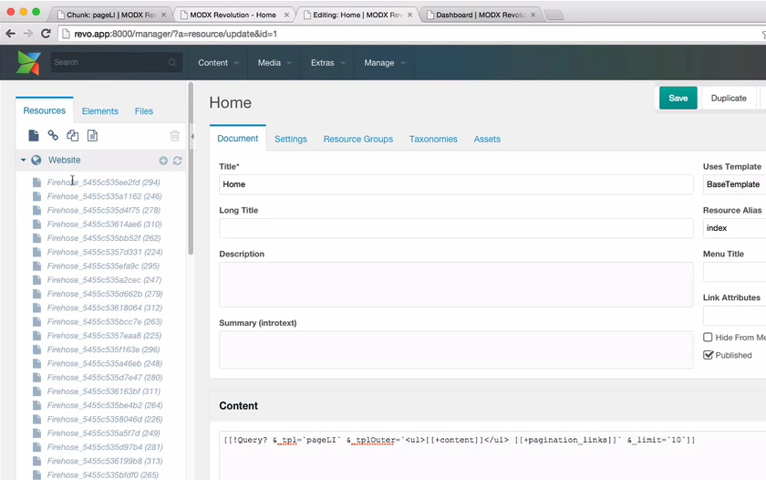 Chunk: pageLI | MODX Re MODX Revolution - Home Editing: Home | MODX Rev Dashboard | MODX Revolut
revo.app:8000/manager/?a=resource/update&id=1
Search Content Media Extras Manage
Resources Elements Files
Website
Firehose_5455c535ee2fd (294)
Firehose_5455c535a1162 (246)
Firehose_5455c535d4f75 (278)
Firehose_5455c53614ae6 (310)
Firehose_5455c535bb52f (262)
Firehose_5455c5357d331 (224)
Firehose_5455c535efa9c (295)
Firehose_5455c535a2cec (247)
Firehose_5455c535d662b (279)
Firehose_5455c53618064 (312)
Firehose_5455c535bcc7e (263)
Firehose_5455c5357eaa8 (225)
Firehose_5455c535f163e (296)
Firehose_5455c535a46eb (248)
Firehose_5455c535d7e47 (280)
Firehose_5455c536163bf (311)
Firehose_5455c535be4b2 (264)
Firehose_5455c5358046d (226)
Firehose_5455c535a5f7d (249)
Firehose_5455c535d97b4 (281)
Firehose_5455c536199b8 (313)
Firehose_5455c535bfdf0 (265)
Home
Save Duplicate
Document Settings Resource Groups Taxonomies Assets
Title*
Home
Long Title
Description
Summary (introtext)
Uses Template
BaseTemplate
Resource Alias
index
Menu Title
Link Attributes
Hide From Me
Published
Content
[[!Query? &_tpl=`pageLI` &_tplOuter=`<ul>[[+content]]</ul> [[+pagination_links]]` &_limit=`10`]]